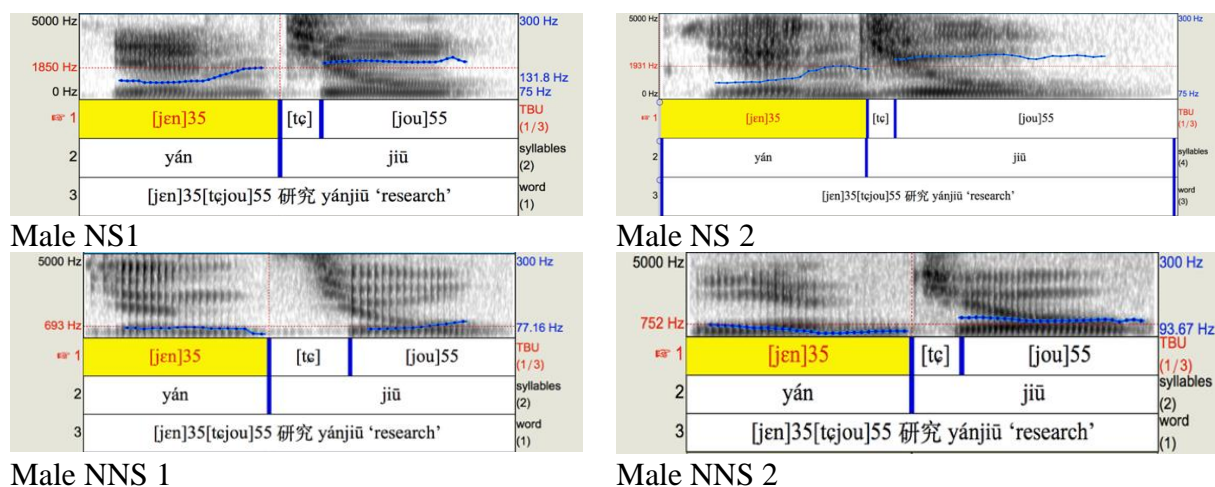 5000 Hz
300 Hz
1850 Hz
131.8 Hz
0 Hz
75 Hz
1
[jɛn]35
[tɕ]
[jou]55
TBU
(1/3)
2
yán
jiū
syllables
(2)
3
[jɛn]35[tɕjou]55 研究 yánjiū ‘research’
word
(1)
Male NS1
5000 Hz
300 Hz
1931 Hz
0 Hz
75 Hz
1
[jɛn]35
[tɕ]
[jou]55
TBU
(1/3)
2
yán
jiū
syllables
(4)
3
[jɛn]35[tɕjou]55 研究 yánjiū ‘research’
word
(3)
Male NS 2
5000 Hz
300 Hz
693 Hz
77.16 Hz
1
[jɛn]35
[tɕ]
[jou]55
TBU
(1/3)
2
yán
jiū
syllables
(2)
3
[jɛn]35[tɕjou]55 研究 yánjiū ‘research’
word
(1)
Male NNS 1
5000 Hz
300 Hz
752 Hz
93.67 Hz
1
[jɛn]35
[tɕ]
[jou]55
TBU
(1/3)
2
yán
jiū
syllables
(2)
3
[jɛn]35[tɕjou]55 研究 yánjiū ‘research’
word
(1)
Male NNS 2